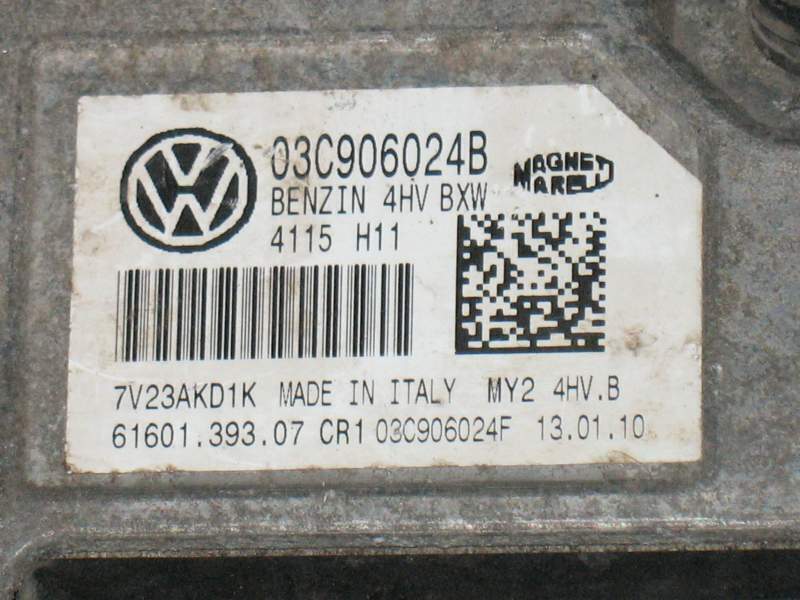 03C906024B
BENZIN 4HV BXW
4115 H11
MAGNETI
MARELLI
7V23AKD1K MADE IN ITALY MY2 4HV.B
61601.393.07 CR1 03C906024F 13.01.10